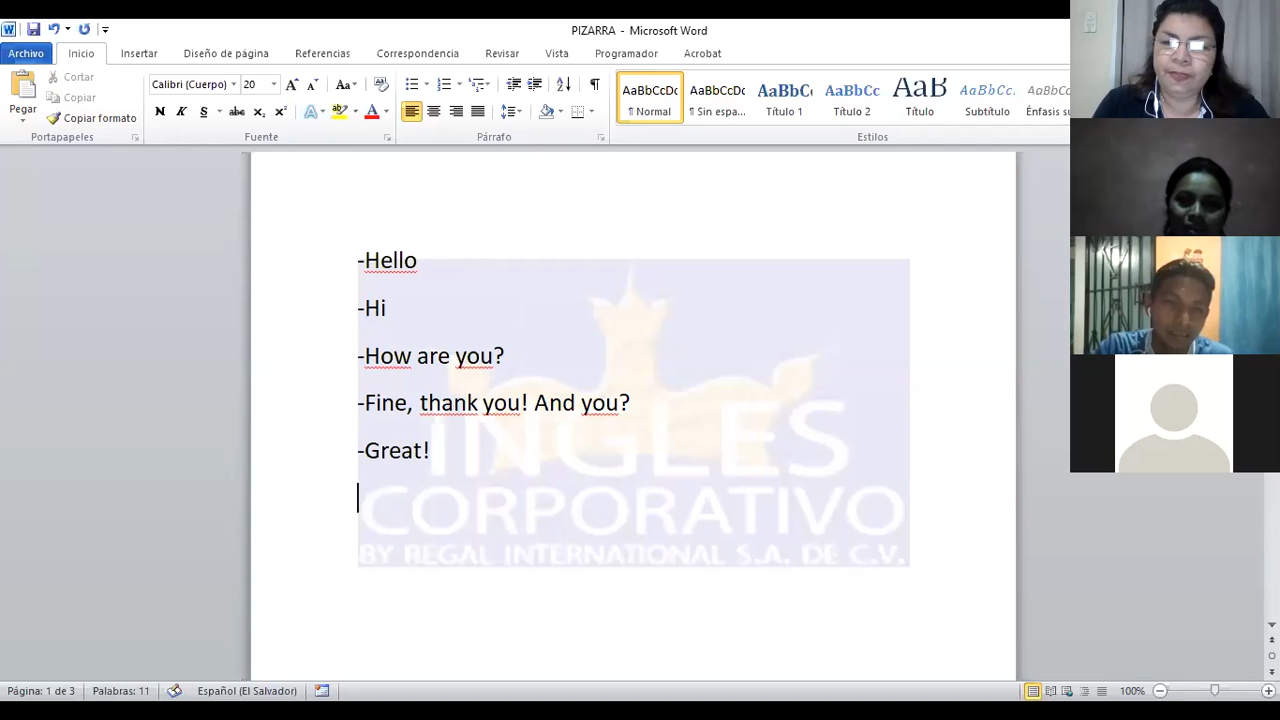 PIZARRA - Microsoft Word
Archivo Inicio Insertar Diseño de página Referencias Correspondencia Revisar Vista Programador Acrobat
Pegar
Cortar
Copiar
Copiar formato
Portapapeles
Calibri (Cuerpo) 20
Fuente
Párrafo
AaBbCcDc AaBbCcDc AaBbC AaBbCc AaB AaBbCc. AaBbCcDc
¶ Normal ¶ Sin espa... Título 1 Título 2 Título Subtítulo Énfasis su
Estilos
-Hello
-Hi
-How are you?
-Fine, thank you! And you?
-Great!
INGLES
CORPORATIVO
BY REGAL INTERNATIONAL S.A. DE C.V.
Página: 1 de 3 Palabras: 11 Español (El Salvador) 100%